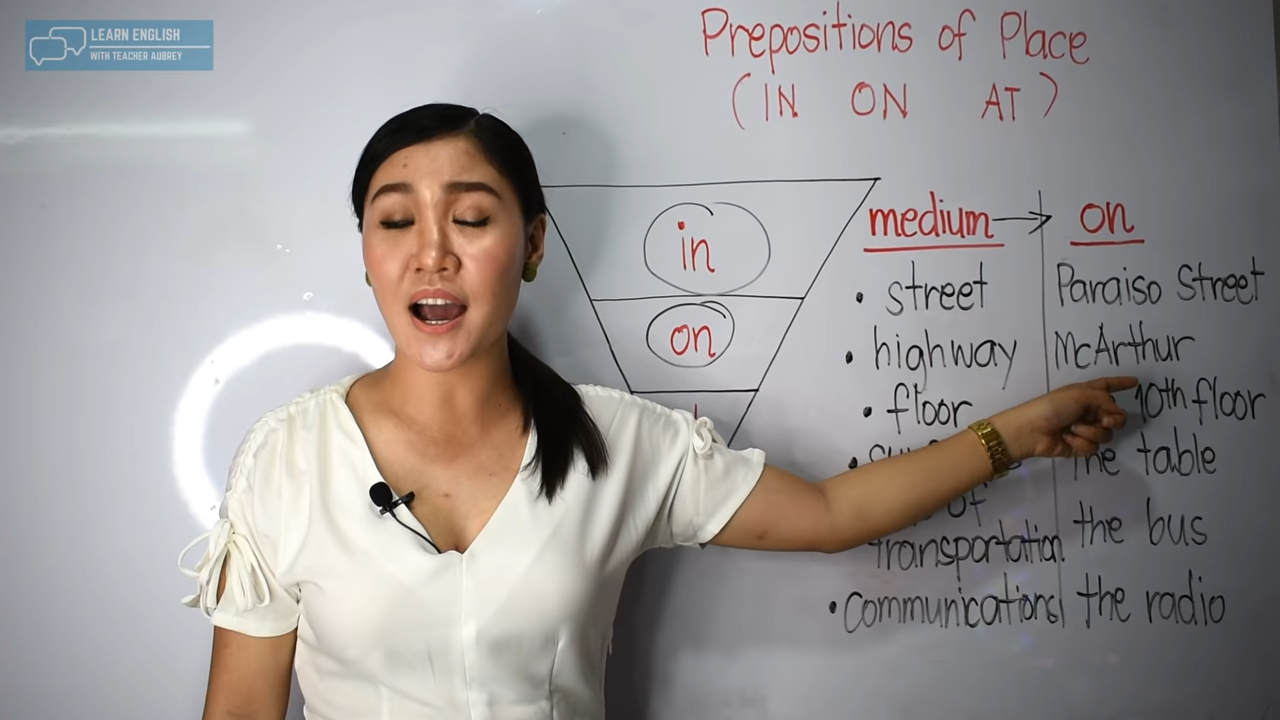 LEARN ENGLISH
WITH TEACHER AUBREY
Prepositions of Place
(IN ON AT)
in
on
medium → on
• street Paraiso Street
• highway McArthur
• floor 10th floor
the table
of
transportation the bus
• communications the radio